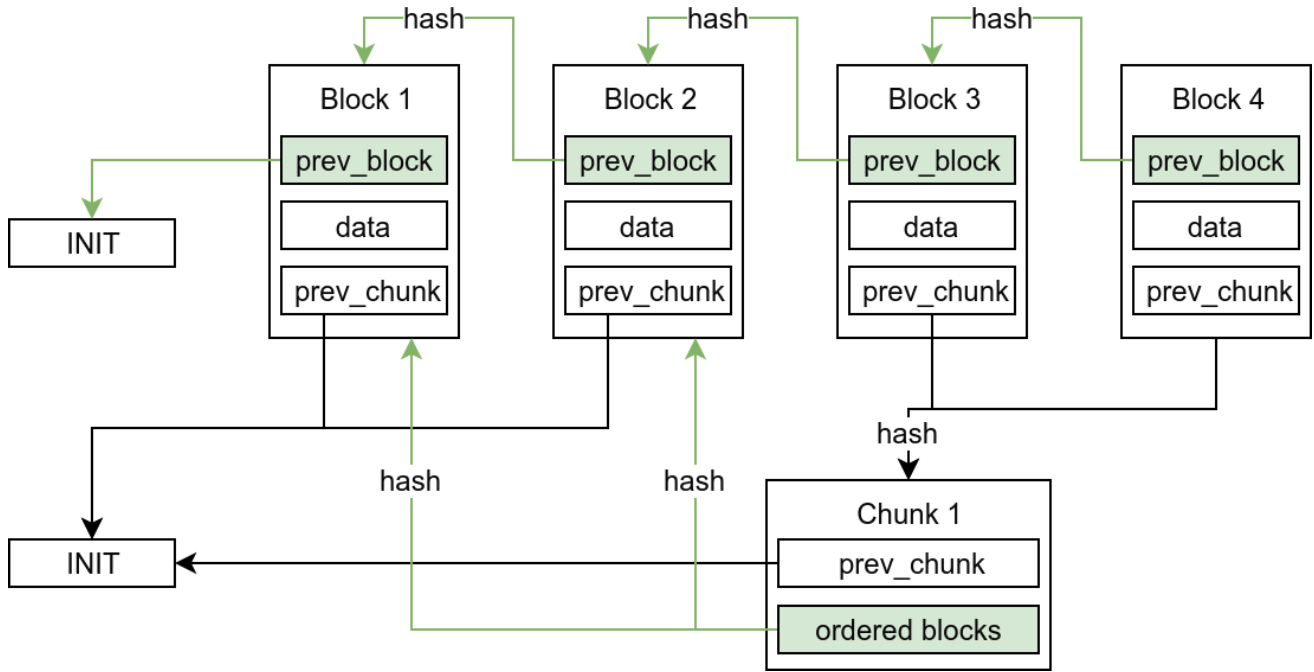 hash
hash
hash
Block 1
Block 2
Block 3
Block 4
prev_block
prev_block
prev_block
prev_block
INIT
data
data
data
data
prev_chunk
prev_chunk
prev_chunk
prev_chunk
hash
hash
hash
Chunk 1
INIT
prev_chunk
ordered blocks